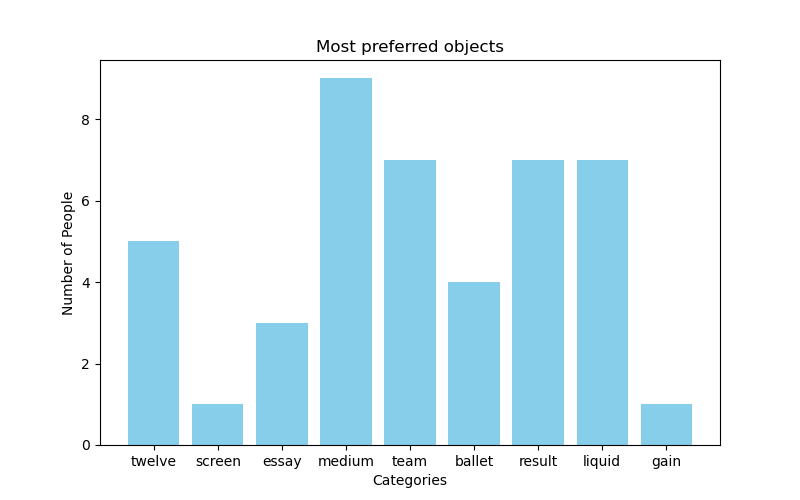 Most preferred objects
Number of People
8
6
4
2
0
twelve screen essay medium team ballet result liquid gain
Categories